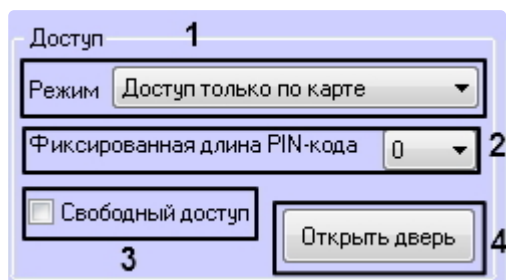 Доступ 1
Режим Доступ только по карте
Фиксированная длина PIN-кода 0 2
Свободный доступ
Открыть дверь 4
3